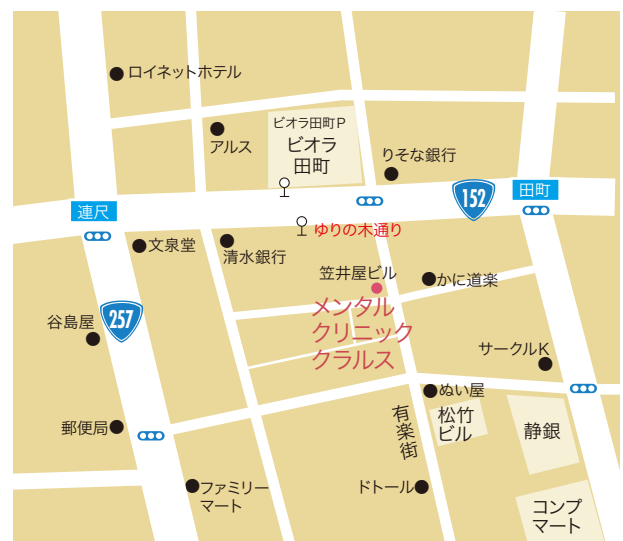 ロイネットホテル
ビオラ田町P
アルス
ビオラ
田町
りそな銀行
152
田町
連尺
ゆりの木通り
文泉堂
清水銀行
笠井屋ビル
かに道楽
メンタル
クリニック
クラルス
257
谷島屋
サークルK
ぬい屋
有楽街
松竹
ビル
静銀
郵便局
ファミリー
マート
ドトール
コンプ
マート